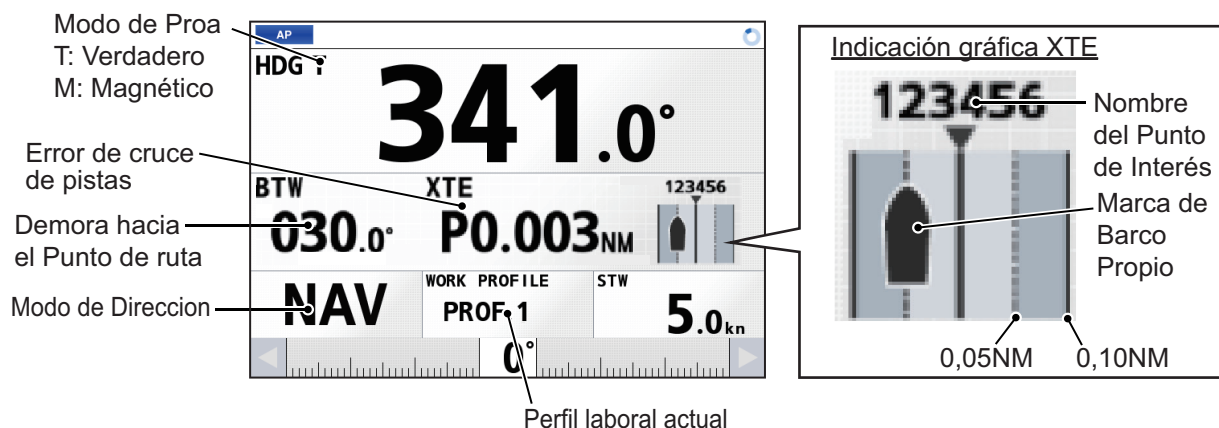 Modo de Proa
T: Verdadero
M: Magnético
Error de cruce
de pistas
Demora hacia
el Punto de ruta
Modo de Direccion
AP
HDG T
341.0°
BTW
030.0°
XTE
P0.003NM
123456
NAV
WORK PROFILE
PROF 1
STW
5.0kn
0°
Perfil laboral actual
Indicación gráfica XTE
123456
Nombre
del Punto
de Interés
Marca de
Barco
Propio
0,05NM 0,10NM